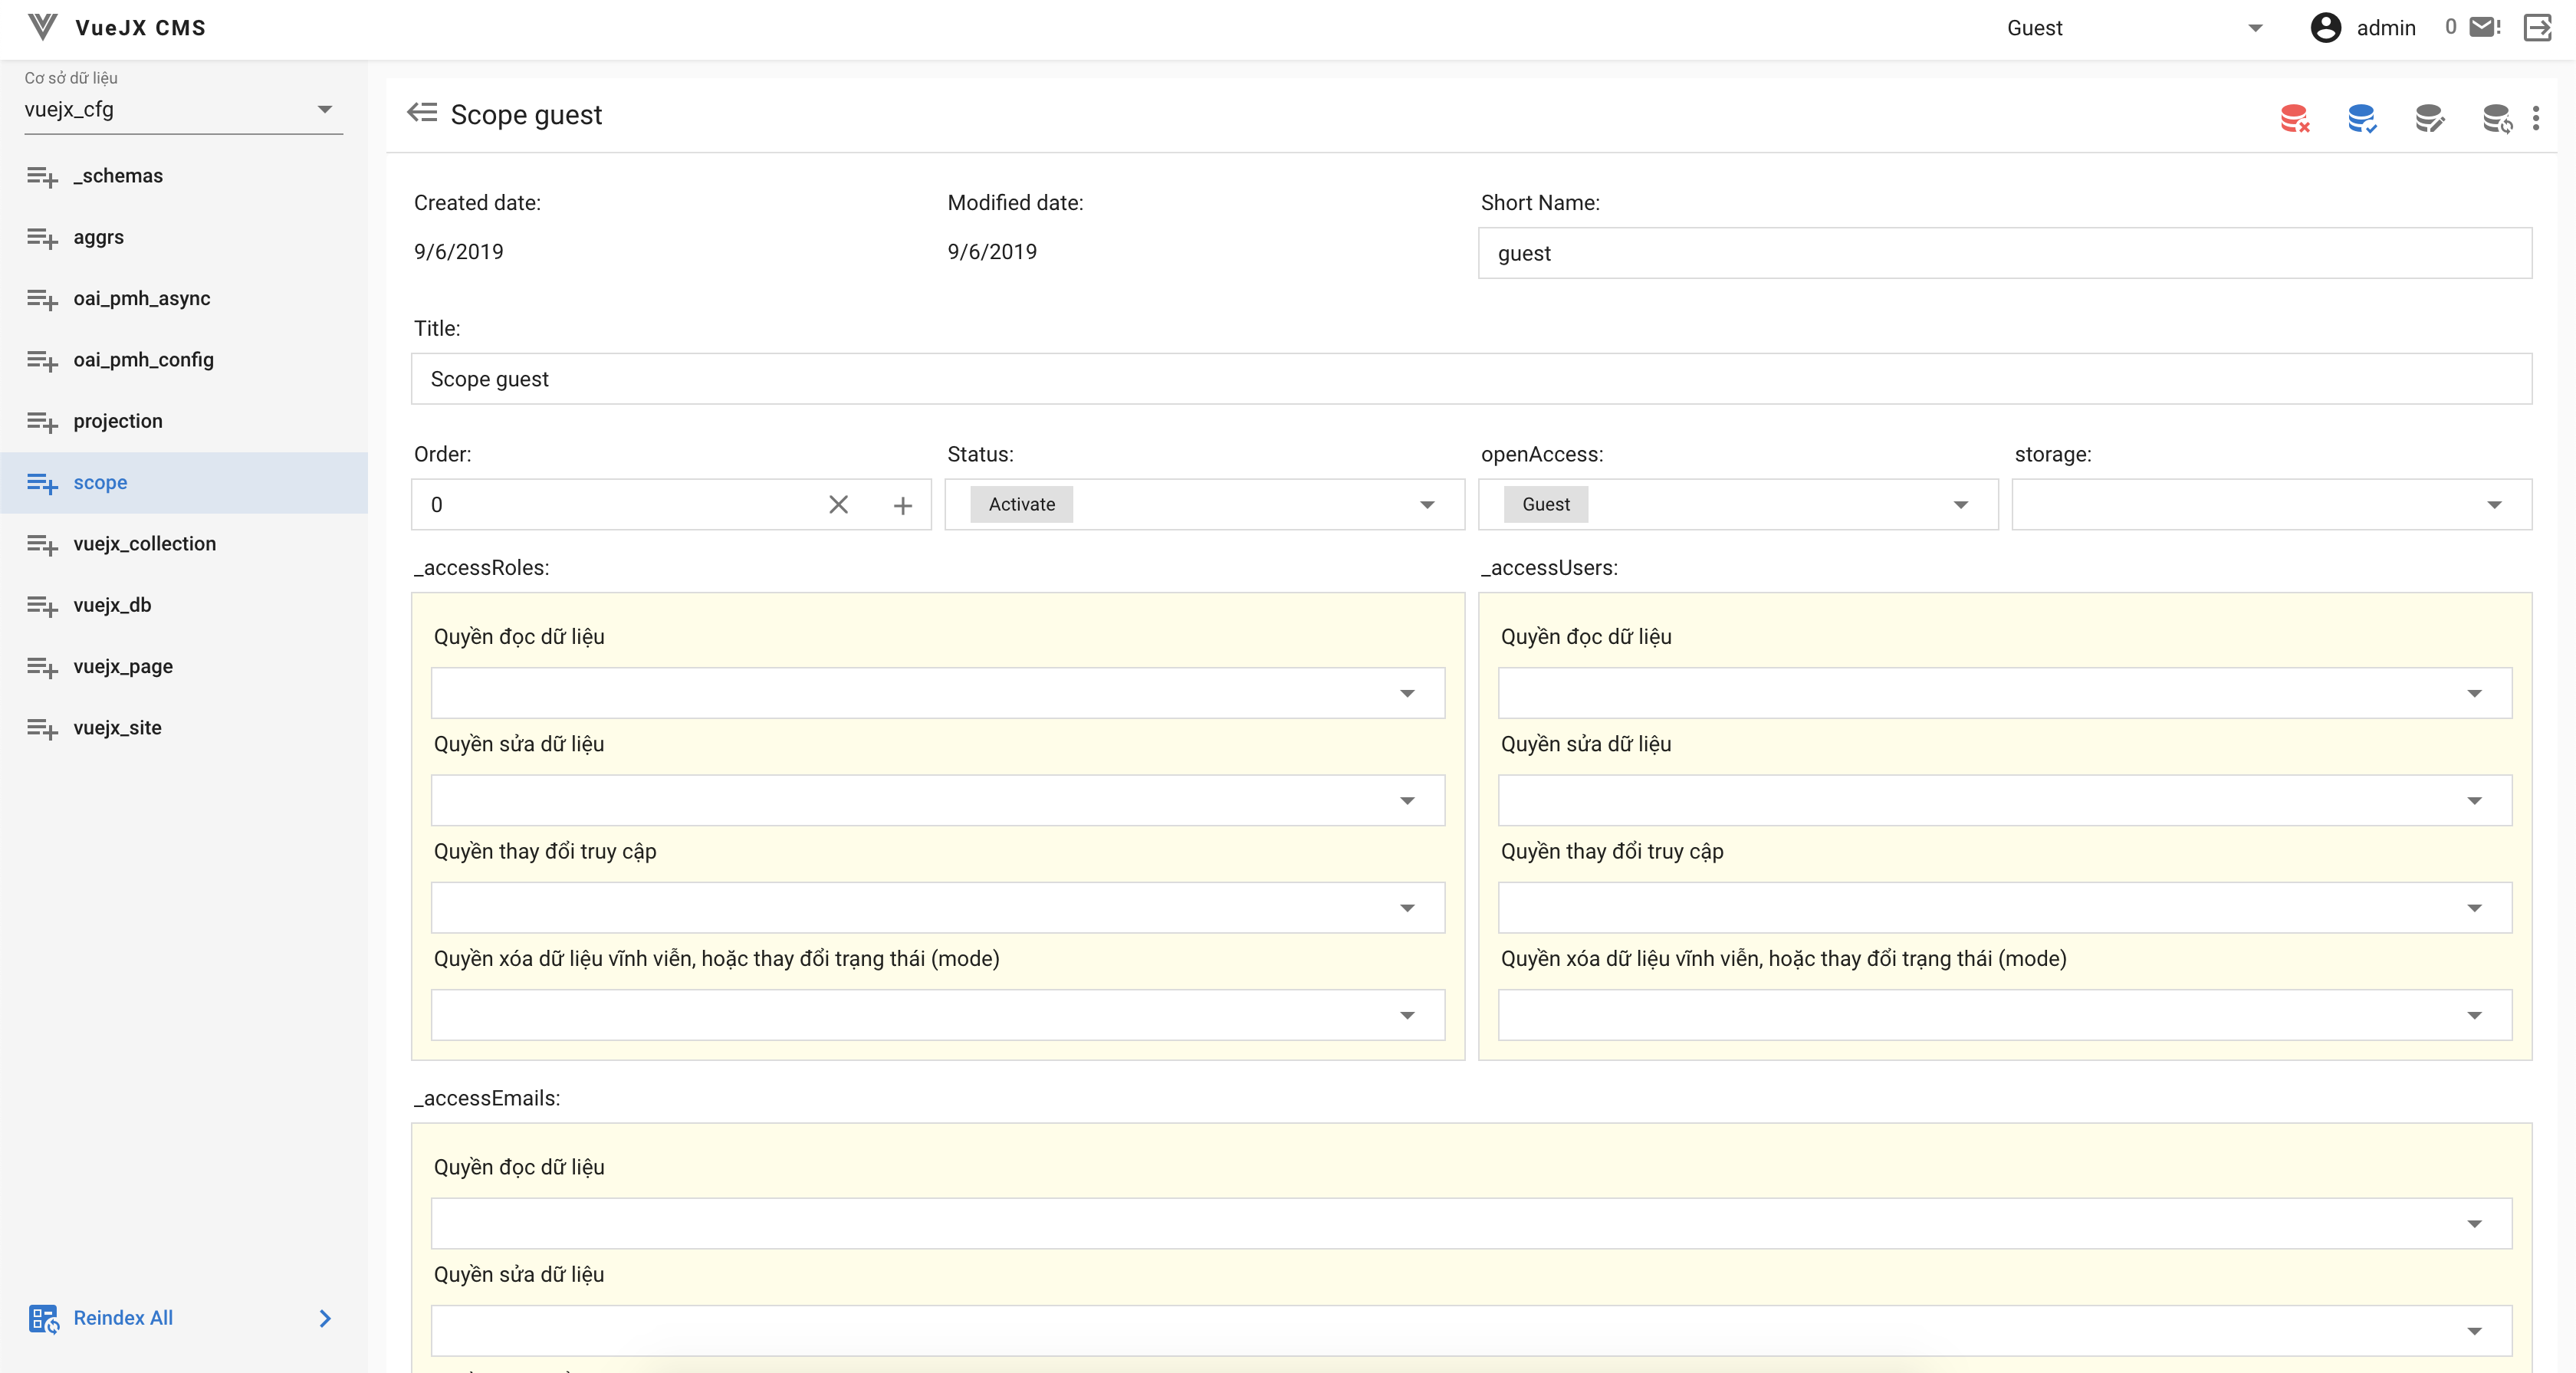 VueJX CMS
Guest
admin
0
Cơ sở dữ liệu
vuejx_cfg
_schemas
aggrs
oai_pmh_async
oai_pmh_config
projection
scope
vuejx_collection
vuejx_db
vuejx_page
vuejx_site
Reindex All
Scope guest
Created date:
9/6/2019
Modified date:
9/6/2019
Short Name:
guest
Title:
Scope guest
Order:
0
Status:
Activate
openAccess:
Guest
storage:
_accessRoles:
Quyền đọc dữ liệu
Quyền sửa dữ liệu
Quyền thay đổi truy cập
Quyền xóa dữ liệu vĩnh viễn, hoặc thay đổi trạng thái (mode)
_accessUsers:
Quyền đọc dữ liệu
Quyền sửa dữ liệu
Quyền thay đổi truy cập
Quyền xóa dữ liệu vĩnh viễn, hoặc thay đổi trạng thái (mode)
_accessEmails:
Quyền đọc dữ liệu
Quyền sửa dữ liệu